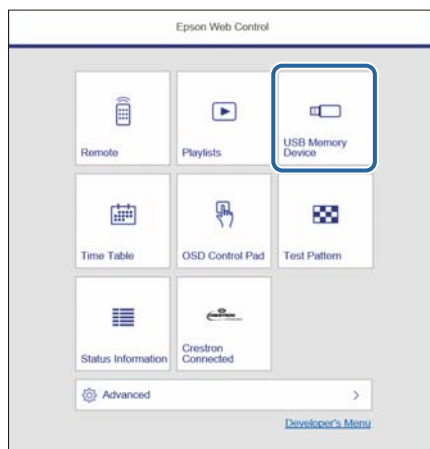 Epson Web Control
Remote
Playlists
USB Memory
Device
Time Table
OSD Control Pad
Test Pattern
Status Information
CRESTRON
Crestron
Connected
Advanced
Developer's Menu